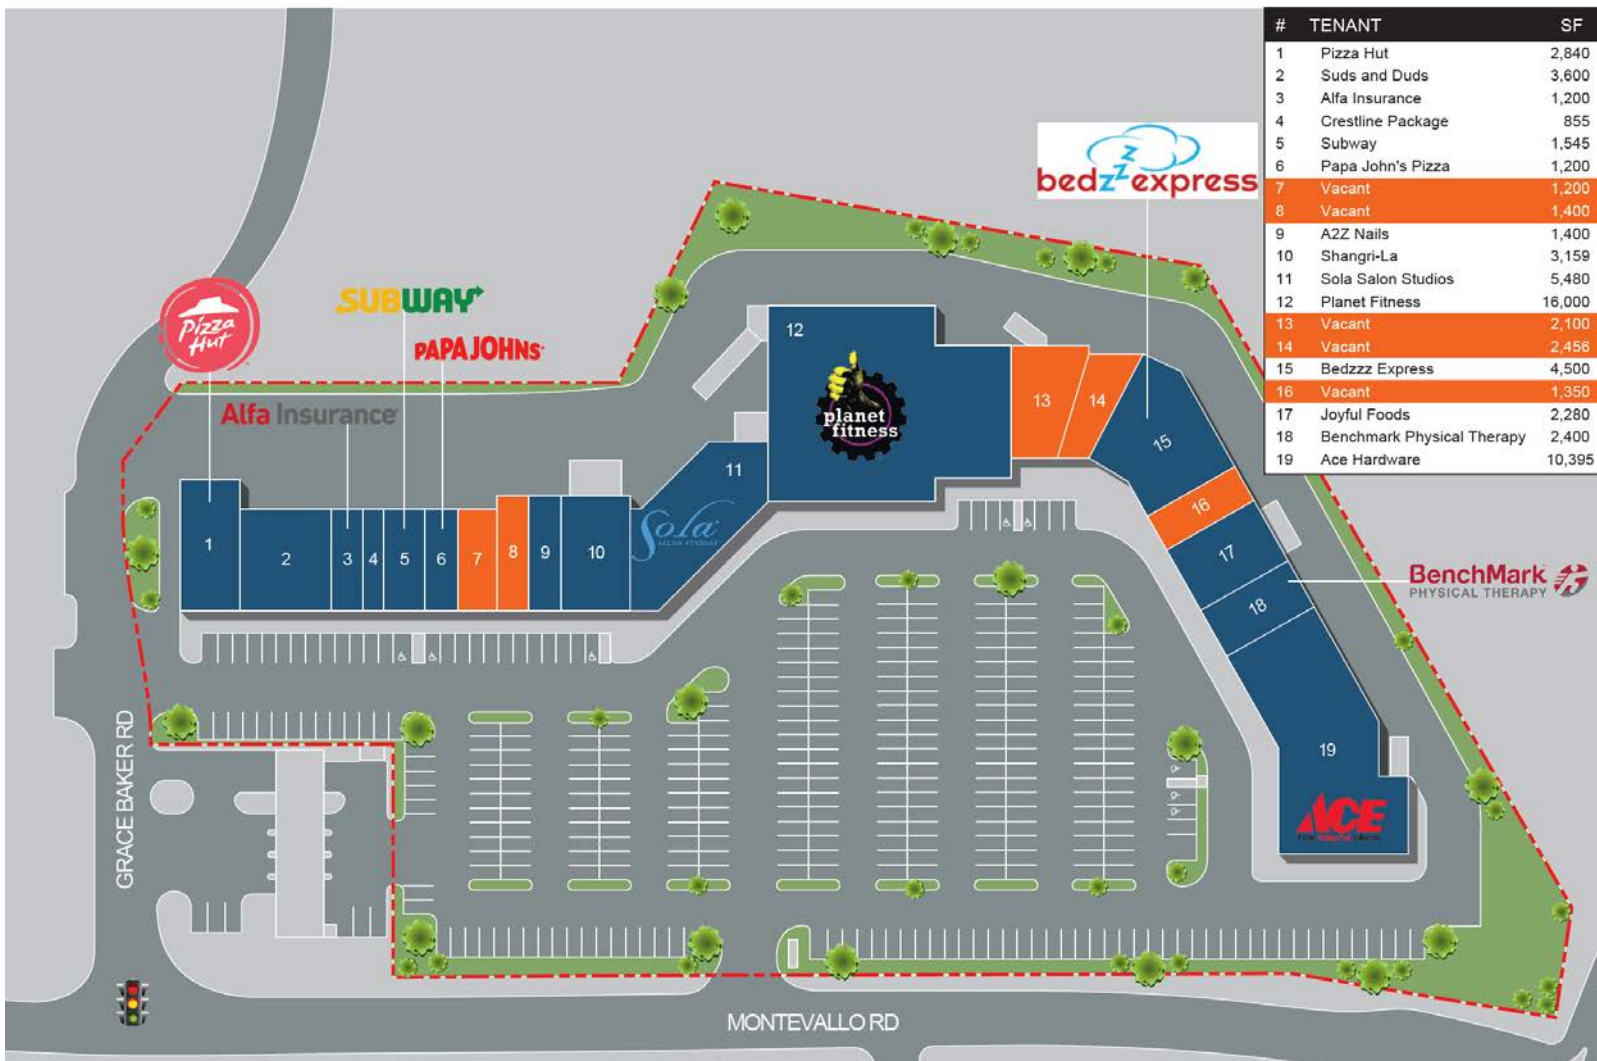 # TENANT SF
1 Pizza Hut 2,840
2 Suds and Duds 3,600
3 Alfa Insurance 1,200
4 Crestline Package 855
5 Subway 1,545
6 Papa John's Pizza 1,200
7 Vacant 1,200
8 Vacant 1,400
9 A2Z Nails 1,400
10 Shangri-La 3,159
11 Sola Salon Studios 5,480
12 Planet Fitness 16,000
13 Vacant 2,100
14 Vacant 2,456
15 Bedzzz Express 4,500
16 Vacant 1,350
17 Joyful Foods 2,280
18 Benchmark Physical Therapy 2,400
19 Ace Hardware 10,395
bedzzzexpress
Pizza
Hut
SUBWAY
PAPA JOHNS
Alfa Insurance
12
planet
fitness
13
14
15
11
Sola
SALON STUDIOS
16
17
18
BenchMark
PHYSICAL THERAPY
1
2
3
4
5
6
7
8
9
10
19
ACE
GRACE BAKER RD
MONTEVALLO RD